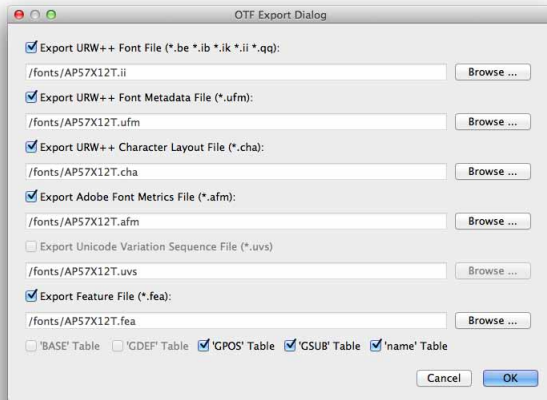 OTF Export Dialog
Export URW++ Font File (*.be *.ib *.ik *.ii *.qq):
/fonts/AP57X12T.ii Browse ...
Export URW++ Font Metadata File (*.ufm):
/fonts/AP57X12T.ufm Browse ...
Export URW++ Character Layout File (*.cha):
/fonts/AP57X12T.cha Browse ...
Export Adobe Font Metrics File (*.afm):
/fonts/AP57X12T.afm Browse ...
Export Unicode Variation Sequence File (*.uvs)
/fonts/AP57X12T.uvs Browse ...
Export Feature File (*.fea):
/fonts/AP57X12T.fea Browse ...
'BASE' Table 'GDEF' Table 'GPOS' Table 'GSUB' Table 'name' Table
Cancel OK